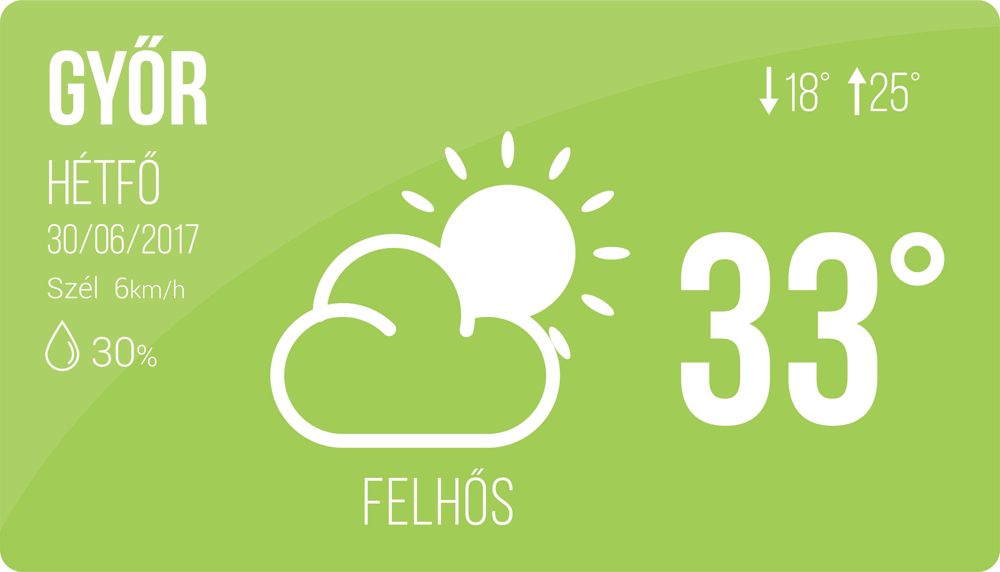 GYŐR
HÉTFŐ
30/06/2017
Szél 6km/h
30%
18° 25°
33°
FELHŐS